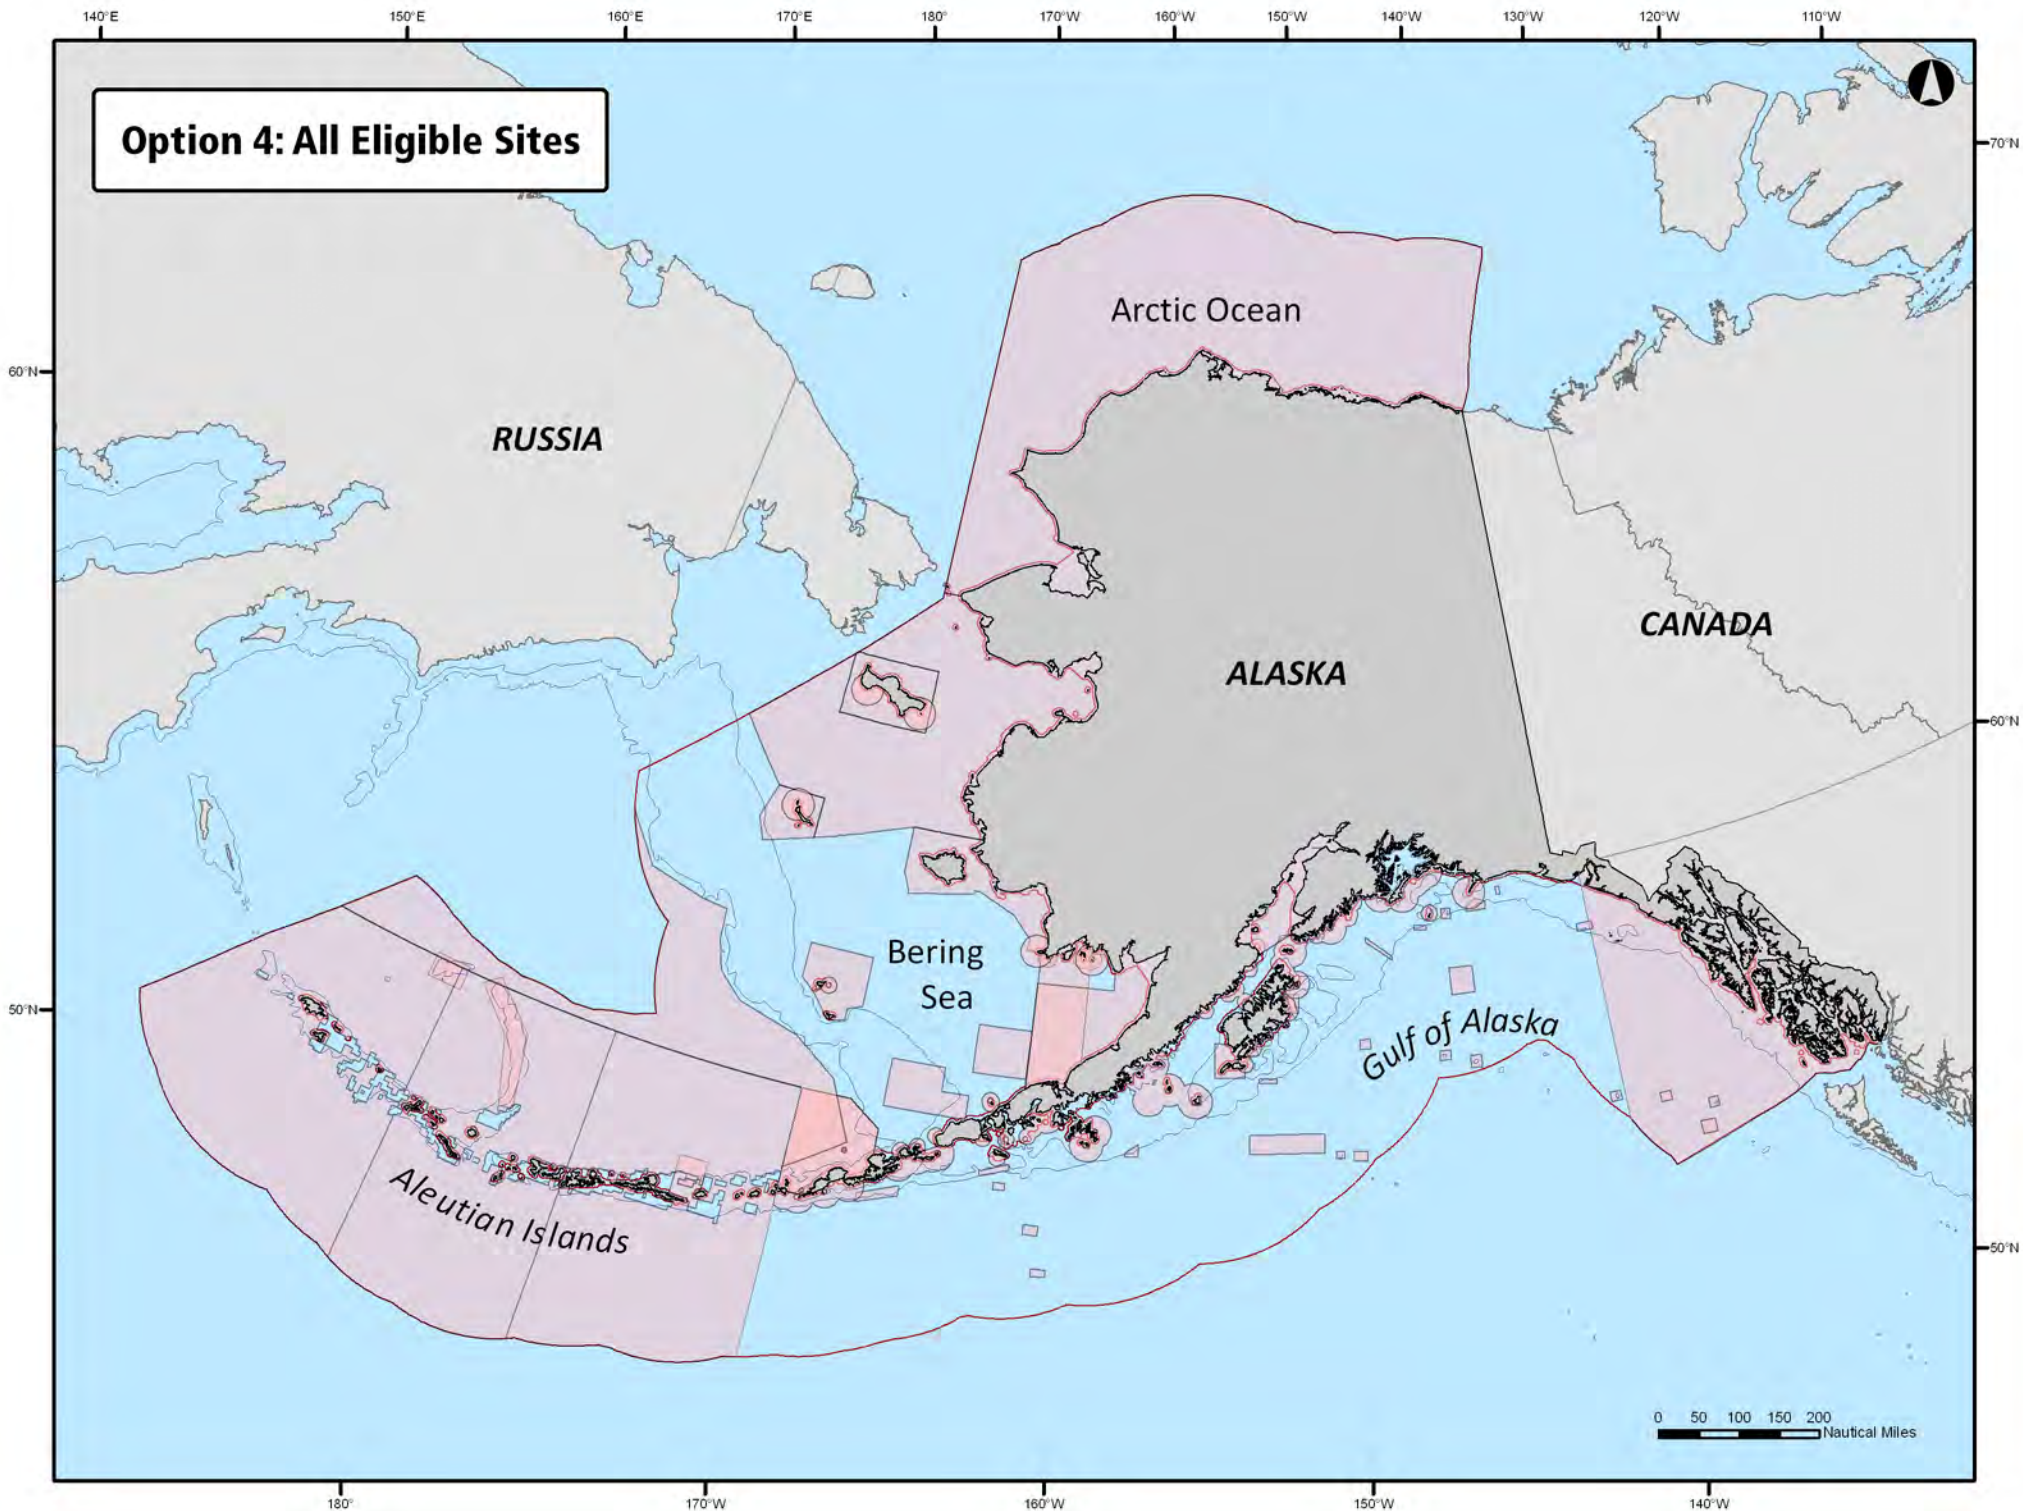 140°E 150°E 160°E 170°E 180° 170°W 160°W 150°W 140°W 130°W 120°W 110°W
Option 4: All Eligible Sites
70°N
Arctic Ocean
60°N
RUSSIA
CANADA
ALASKA
60°N
Bering
Sea
50°N
Gulf of Alaska
Aleutian Islands
50°N
0 50 100 150 200
Nautical Miles
180° 170°W 160°W 150°W 140°W